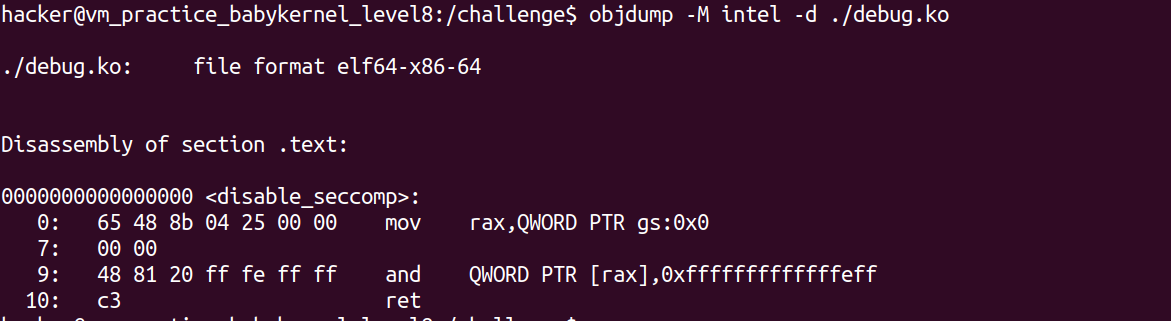 hacker@vm_practice_babykernel_level8:/challenge$ objdump -M intel -d ./debug.ko
./debug.ko:     file format elf64-x86-64
Disassembly of section .text:
0000000000000000 <disable_seccomp>:
   0:   65 48 8b 04 25 00 00    mov    rax,QWORD PTR gs:0x0
   7:   00 00
   9:   48 81 20 ff fe ff ff    and    QWORD PTR [rax],0xfffffffffffffeff
  10:   c3                      ret